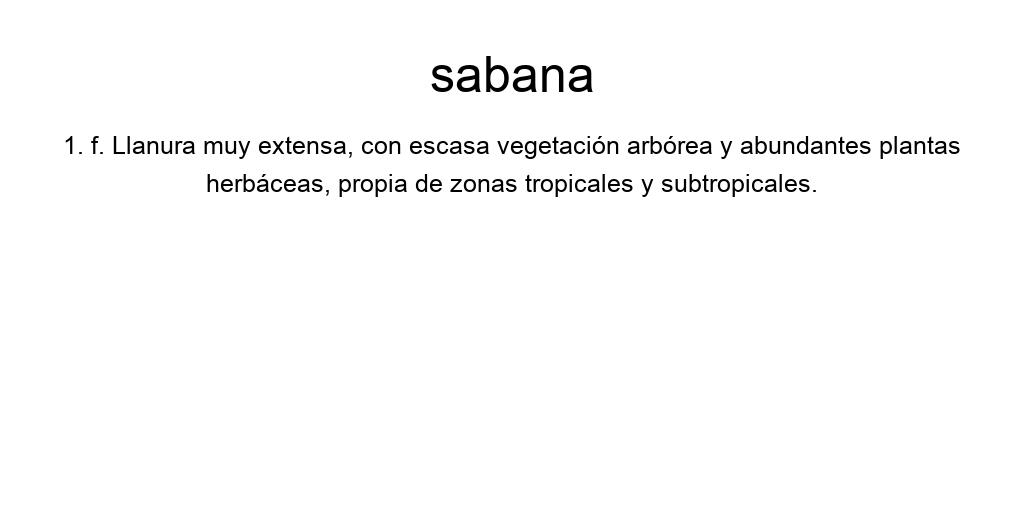 sabana
1. f. Llanura muy extensa, con escasa vegetación arbórea y abundantes plantas
herbáceas, propia de zonas tropicales y subtropicales.